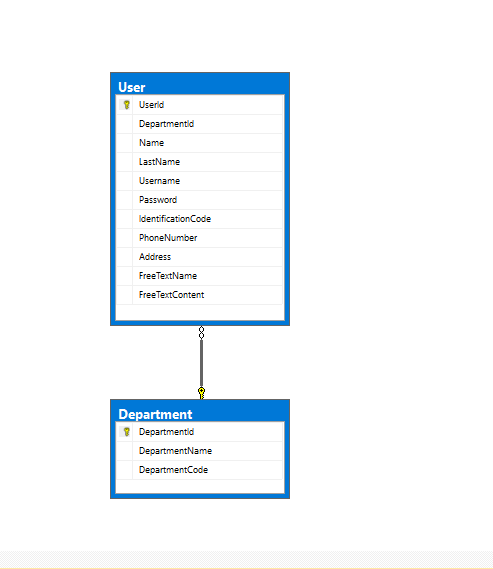 User
UserId
DepartmentId
Name
LastName
Username
Password
IdentificationCode
PhoneNumber
Address
FreeTextName
FreeTextContent
Department
DepartmentId
DepartmentName
DepartmentCode